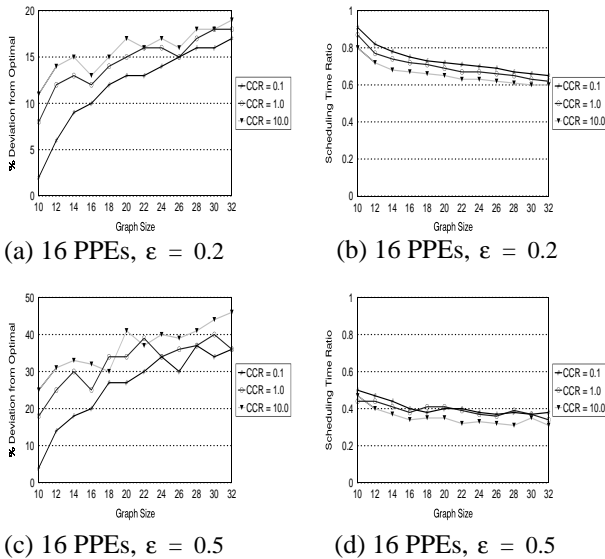 20
15
10
5
0
% Deviation from Optimal
10 12 14 16 18 20 22 24 26 28 30 32
Graph Size
CCR = 0.1
CCR = 1.0
CCR = 10.0
(a) 16 PPEs, ε = 0.2
1
0.8
0.6
0.4
0.2
0
Scheduling Time Ratio
10 12 14 16 18 20 22 24 26 28 30 32
Graph Size
CCR = 0.1
CCR = 1.0
CCR = 10.0
(b) 16 PPEs, ε = 0.2
50
40
30
20
10
0
% Deviation from Optimal
10 12 14 16 18 20 22 24 26 28 30 32
Graph Size
CCR = 0.1
CCR = 1.0
CCR = 10.0
(c) 16 PPEs, ε = 0.5
1
0.8
0.6
0.4
0.2
0
Scheduling Time Ratio
10 12 14 16 18 20 22 24 26 28 30 32
Graph Size
CCR = 0.1
CCR = 1.0
CCR = 10.0
(d) 16 PPEs, ε = 0.5